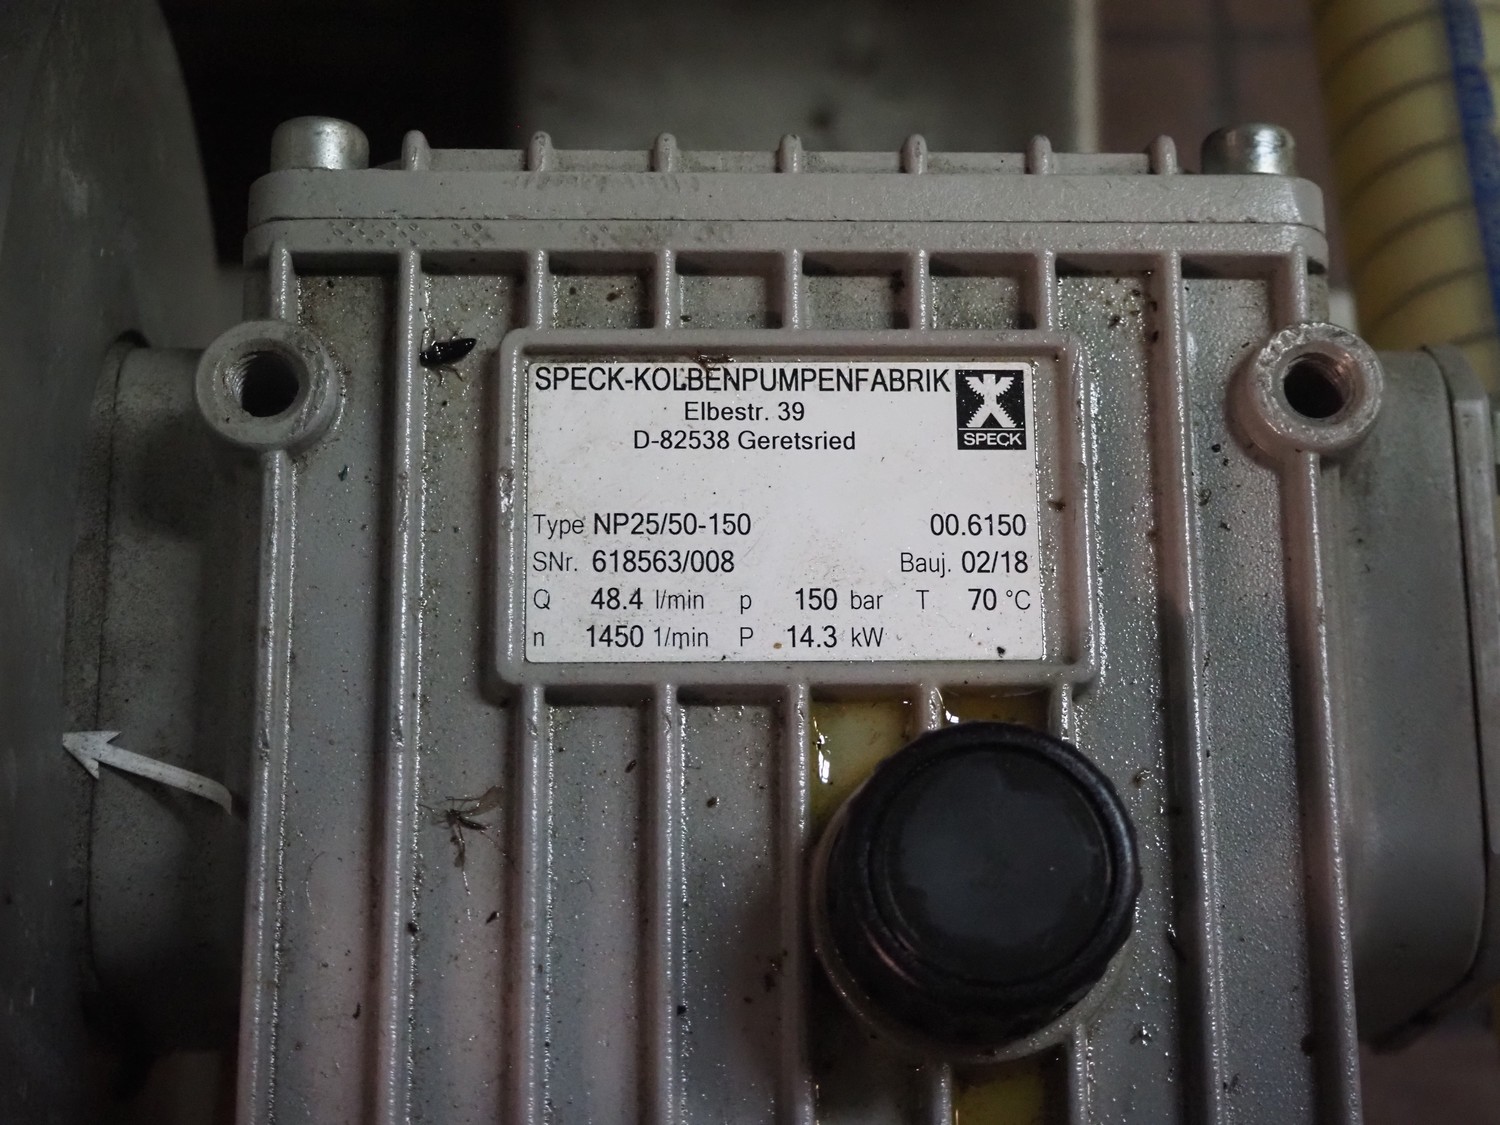 SPECK-KOLBENPUMPENFABRIK
Elbestr. 39
D-82538 Geretsried
SPECK
Type NP25/50-150 00.6150
SNr. 618563/008 Bauj. 02/18
Q 48.4 l/min p 150 bar T 70 °C
n 1450 1/min P 14.3 kW